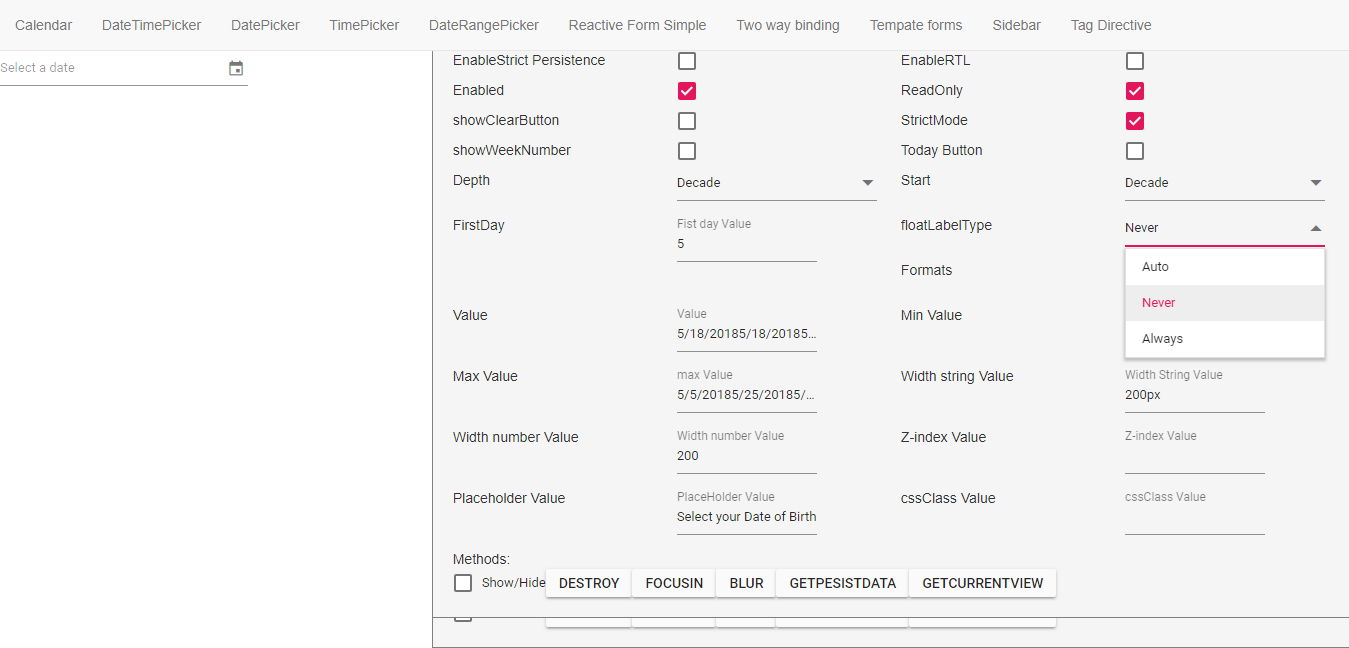 Calendar DateTimePicker DatePicker TimePicker DateRangePicker Reactive Form Simple Two way binding Tempate forms Sidebar Tag Directive
Select a date
EnableStrict Persistence EnableRTL
Enabled ReadOnly
showClearButton StrictMode
showWeekNumber Today Button
Depth Decade Start Decade
FirstDay Fist day Value floatLabelType Never
5
Auto
Formats
Never
Value Value Min Value
5/18/20185/18/20185...
Always
Max Value max Value Width string Value Width String Value
5/5/20185/25/20185/... 200px
Width number Value Width number Value Z-index Value Z-index Value
200
Placeholder Value PlaceHolder Value cssClass Value cssClass Value
Select your Date of Birth
Methods:
Show/Hide DESTROY FOCUSIN BLUR GETPESISTDATA GETCURRENTVIEW